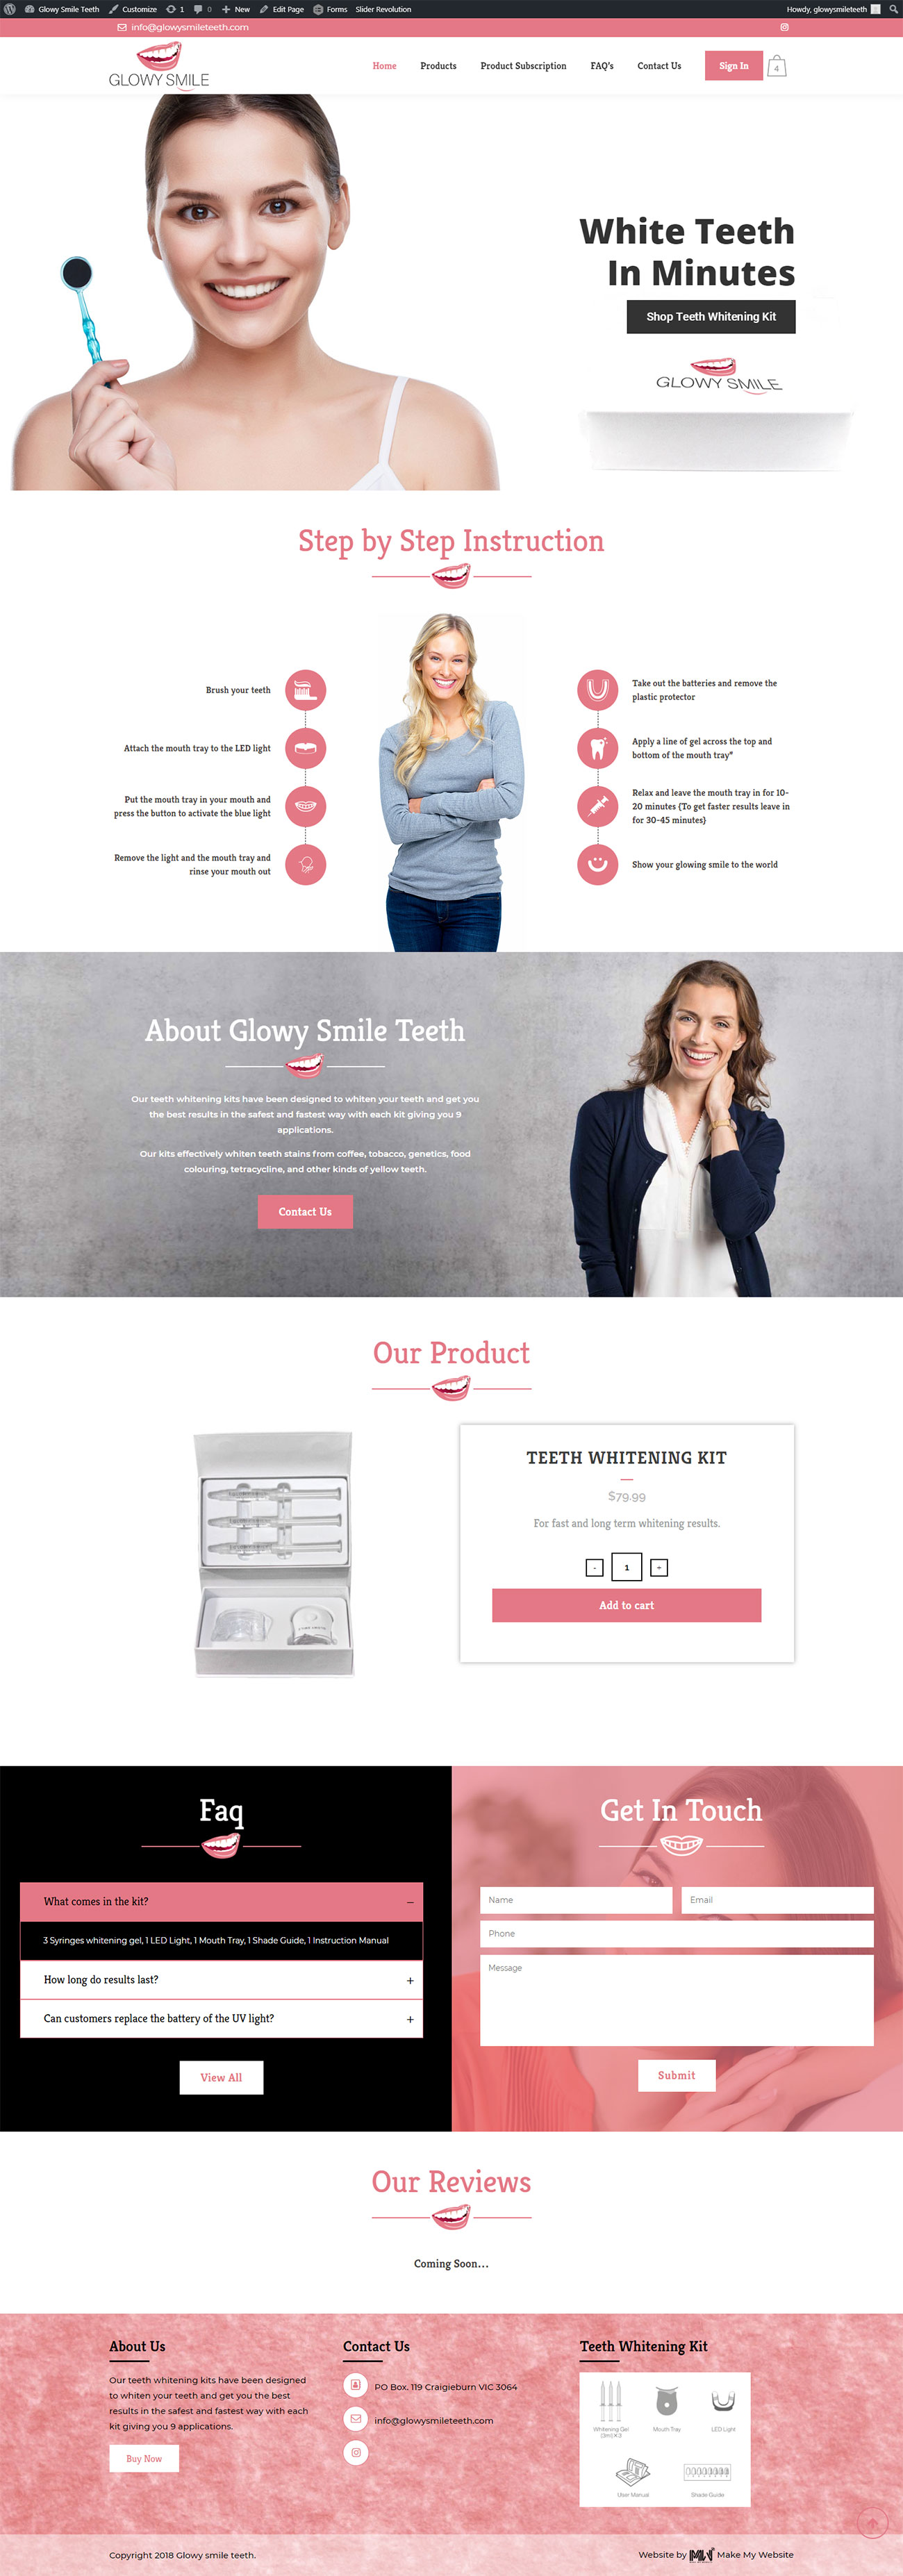 Glowy Smile Teeth Customize 1 0 New Edit Page Forms Slider Revolution Howdy, glowysmileteeth
info@glowysmileteeth.com
GLOWY SMILE
Home Products Product Subscription FAQ's Contact Us Sign In 4
White Teeth
In Minutes
Shop Teeth Whitening Kit
GLOWY SMILE
Step by Step Instruction
Brush your teeth
Attach the mouth tray to the LED light
Put the mouth tray in your mouth and
press the button to activate the blue light
Remove the light and the mouth tray and
rinse your mouth out
Take out the batteries and remove the
plastic protector
Apply a line of gel across the top and
bottom of the mouth tray"
Relax and leave the mouth tray in for 10-
20 minutes {To get faster results leave in
for 30-45 minutes}
Show your glowing smile to the world
About Glowy Smile Teeth
Our teeth whitening kits have been designed to whiten your teeth and get you
the best results in the safest and fastest way with each kit giving you 9
applications.
Our kits effectively whiten teeth stains from coffee, tobacco, genetics, food
colouring, tetracycline, and other kinds of yellow teeth.
Contact Us
Our Product
TEETH WHITENING KIT
$79.99
For fast and long term whitening results.
- 1 +
Add to cart
Faq
What comes in the kit? −
3 Syringes whitening gel, 1 LED Light, 1 Mouth Tray, 1 Shade Guide, 1 Instruction Manual
How long do results last? +
Can customers replace the battery of the UV light? +
View All
Get In Touch
Name Email
Phone
Message
Submit
Our Reviews
Coming Soon...
About Us
Our teeth whitening kits have been designed
to whiten your teeth and get you the best
results in the safest and fastest way with each
kit giving you 9 applications.
Buy Now
Contact Us
PO Box. 119 Craigieburn VIC 3064
info@glowysmileteeth.com
Teeth Whitening Kit
Whitening Gel
(3ml)X3
Mouth Tray
LED Light
User Manual
Shade Guide
Copyright 2018 Glowy smile teeth.
Website by MMW Make My Website